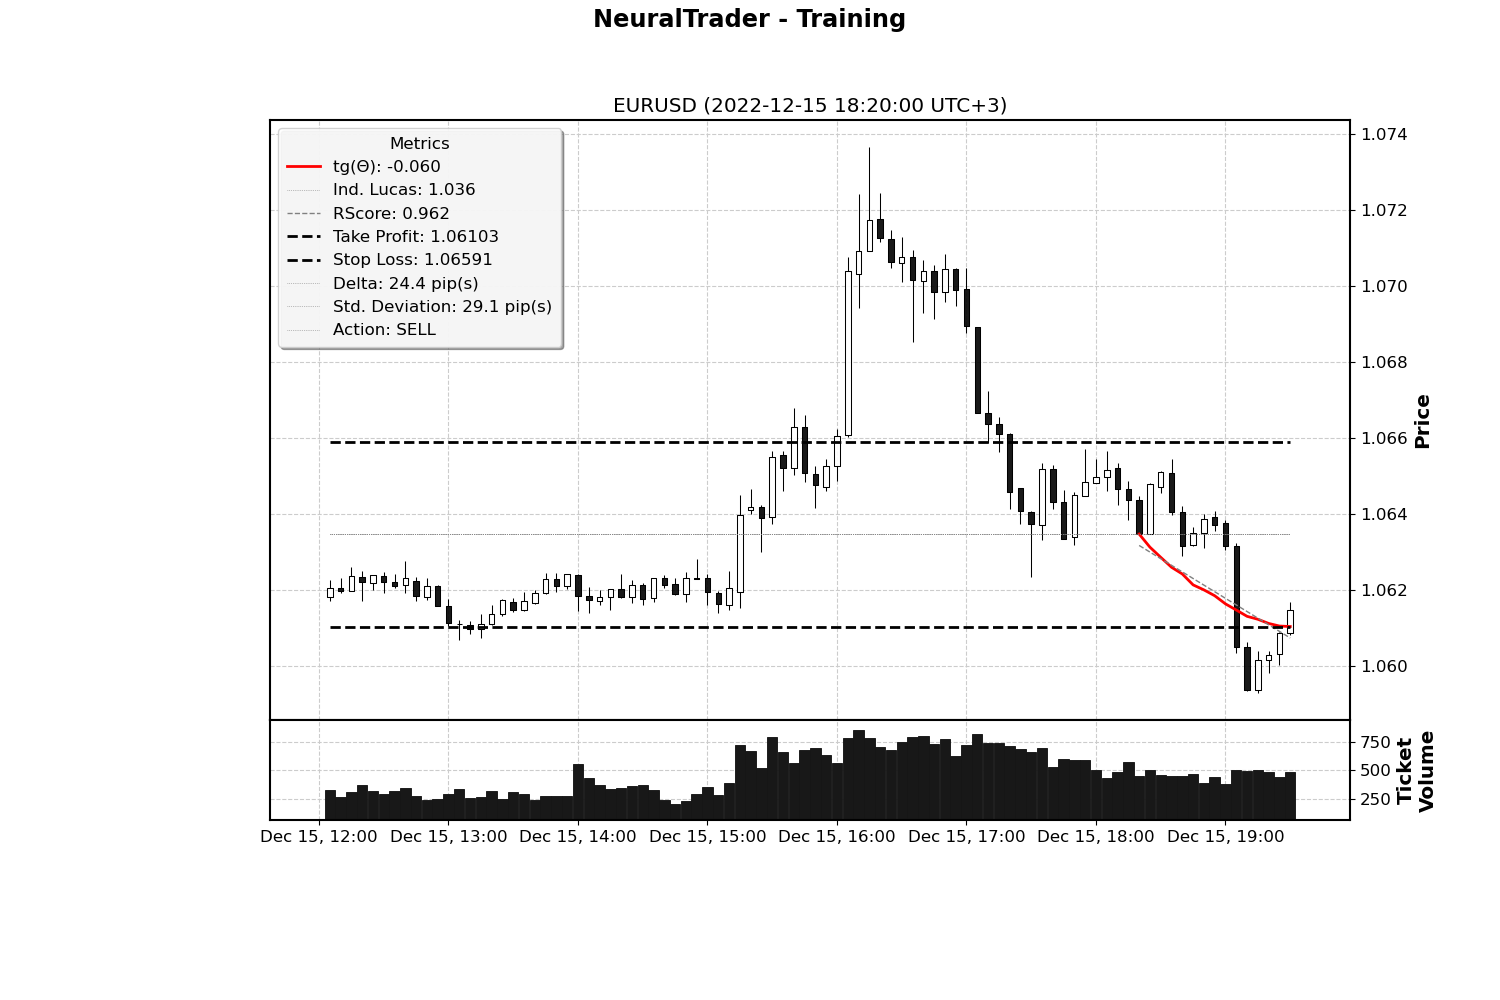 NeuralTrader - Training
EURUSD (2022-12-15 18:20:00 UTC+3)
Metrics
tg(Θ): -0.060
Ind. Lucas: 1.036
RScore: 0.962
Take Profit: 1.06103
Stop Loss: 1.06591
Delta: 24.4 pip(s)
Std. Deviation: 29.1 pip(s)
Action: SELL
1.074
1.072
1.070
1.068
1.066
1.064
1.062
1.060
Price
750
500
250
Ticket
Volume
Dec 15, 12:00 Dec 15, 13:00 Dec 15, 14:00 Dec 15, 15:00 Dec 15, 16:00 Dec 15, 17:00 Dec 15, 18:00 Dec 15, 19:00